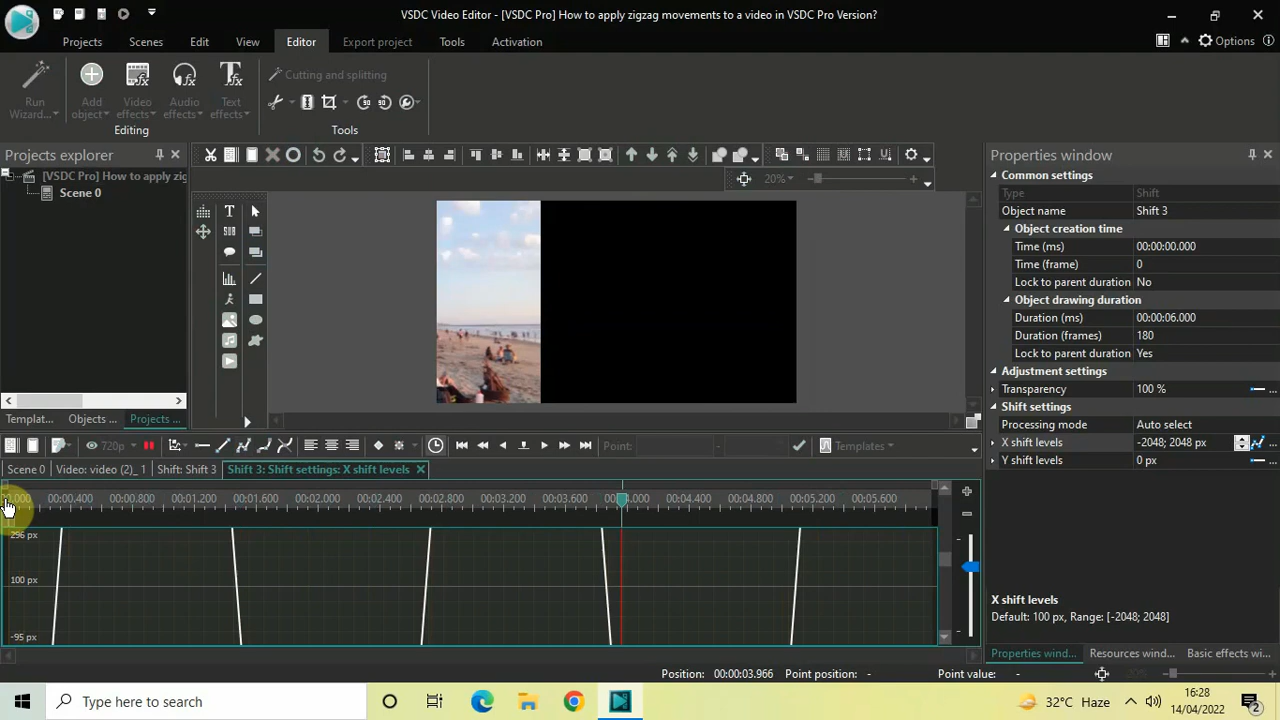 VSDC Video Editor - [VSDC Pro] How to apply zigzag movements to a video in VSDC Pro Version?
Projects Scenes Edit View Editor Export project Tools Activation Options
Run Wizard... Add object Video effects Audio effects Text effects Cutting and splitting
Editing Tools
Projects explorer
[VSDC Pro] How to apply zig
Scene 0
20%
Properties window
Common settings
Type Shift
Object name Shift 3
Object creation time
Time (ms) 00:00:00.000
Time (frame) 0
Lock to parent duration No
Object drawing duration
Duration (ms) 00:00:06.000
Duration (frames) 180
Lock to parent duration Yes
Adjustment settings
Transparency 100 %
Shift settings
Processing mode Auto select
X shift levels -2048; 2048 px
Y shift levels 0 px
Templat... Objects ... Projects ...
720p Point: - Templates
Scene 0 Video: video (2)_ 1 Shift: Shift 3 Shift 3: Shift settings: X shift levels
00:00.400 00:00.800 00:01.200 00:01.600 00:02.000 00:02.400 00:03.200 00:03.600 00:04.400 00:04.800 00:05.200 00:05.600
256 px
100 px
-95 px
X shift levels
Default: 100 px, Range: [-2048; 2048]
Properties wind... Resources wind... Basic effects wi...
Position: 00:00:03.966 Point position: - Point value: - 20%
Type here to search
32°C Haze
16:28
14/04/2022
2